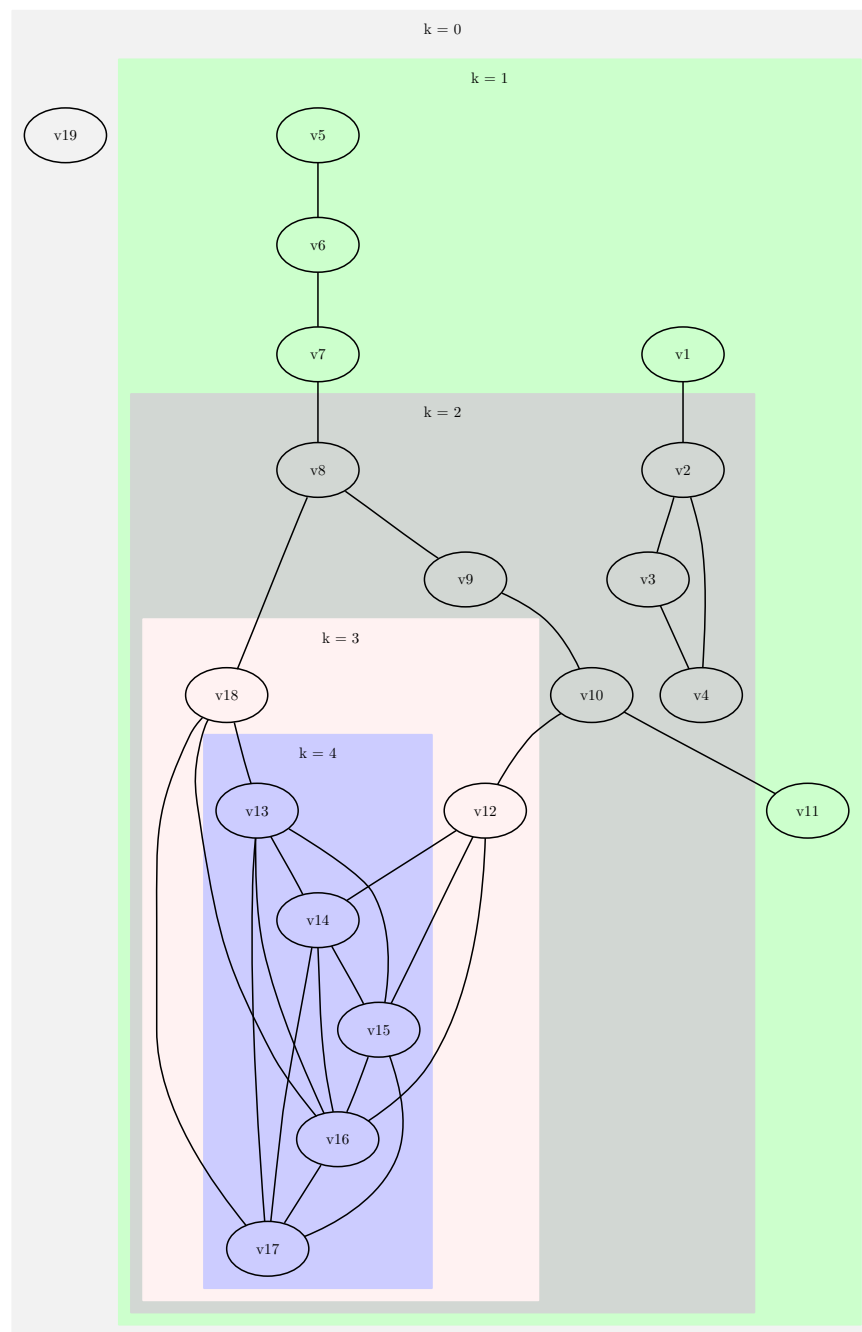 k = 0
k = 1
v19
v5
v6
v7
v1
k = 2
v8
v2
v9
v3
k = 3
v18
v10
v4
k = 4
v13
v12
v11
v14
v15
v16
v17